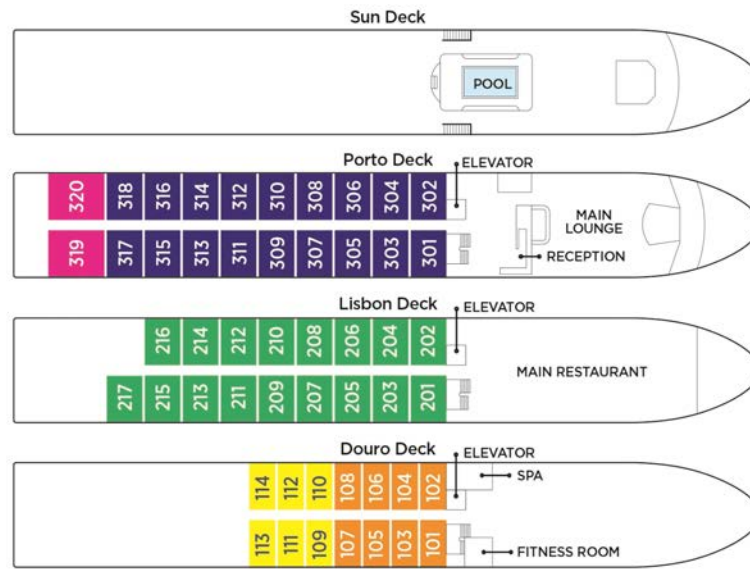 Sun Deck
POOL
Porto Deck
ELEVATOR
320 318 316 314 312 310 308 306 304 302
MAIN
LOUNGE
319 317 315 313 311 309 307 305 303 301
RECEPTION
Lisbon Deck
ELEVATOR
216 214 212 210 208 206 204 202
MAIN RESTAURANT
217 215 213 211 209 207 205 203 201
Douro Deck
ELEVATOR
SPA
114 112 110 108 106 104 102
113 111 109 107 105 103 101
FITNESS ROOM